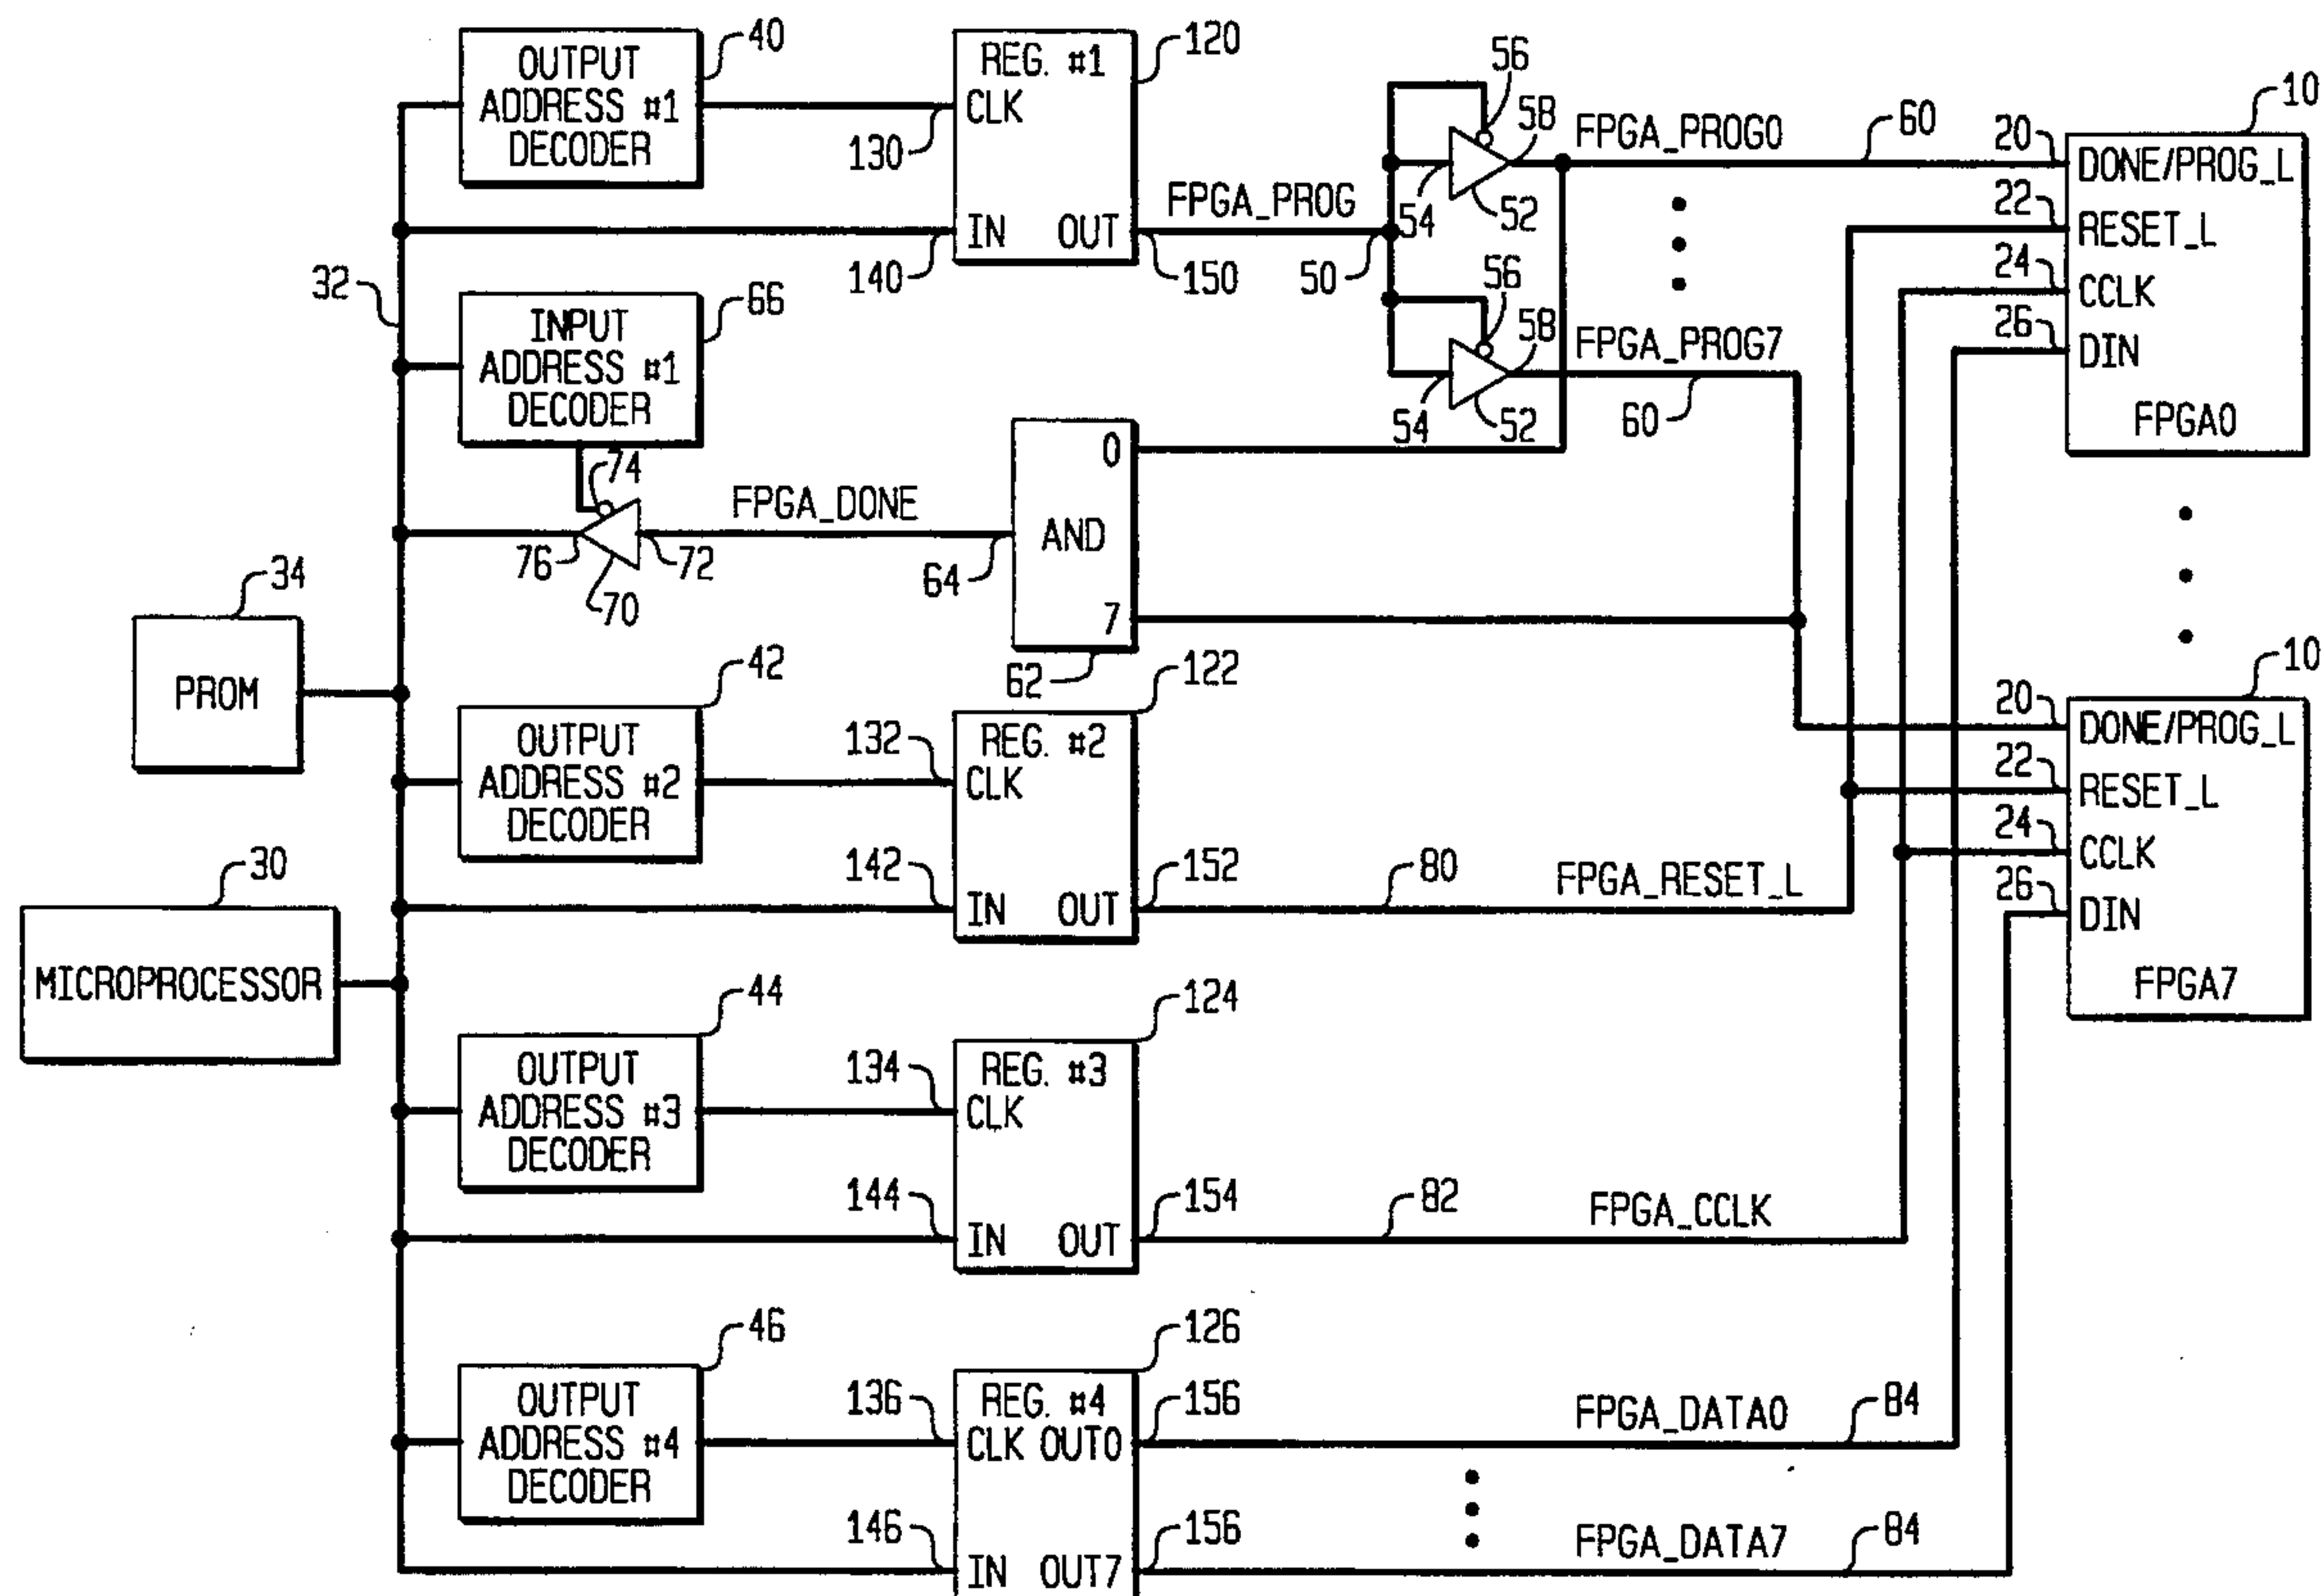 OUTPUT
ADDRESS #1
DECODER
40
REG. #1
CLK
IN OUT
120
130
140
150
FPGA_PROG
50
56
54
52
58
FPGA_PROG0
60
56
54
52
58
FPGA_PROG7
60
10
20
DONE/PROG_L
22
RESET_L
24
CCLK
26
DIN
FPGA0
32
INPUT
ADDRESS #1
DECODER
66
74
76
70
72
FPGA_DONE
64
0
AND
7
62
34
PROM
30
MICROPROCESSOR
OUTPUT
ADDRESS #2
DECODER
42
132
142
REG. #2
CLK
IN OUT
122
152
80
FPGA_RESET_L
10
20
DONE/PROG_L
22
RESET_L
24
CCLK
26
DIN
FPGA7
OUTPUT
ADDRESS #3
DECODER
44
134
144
REG. #3
CLK
IN OUT
124
154
82
FPGA_CCLK
OUTPUT
ADDRESS #4
DECODER
46
136
146
REG. #4
CLK OUT0
IN OUT7
126
156
FPGA_DATA0
84
156
FPGA_DATA7
84